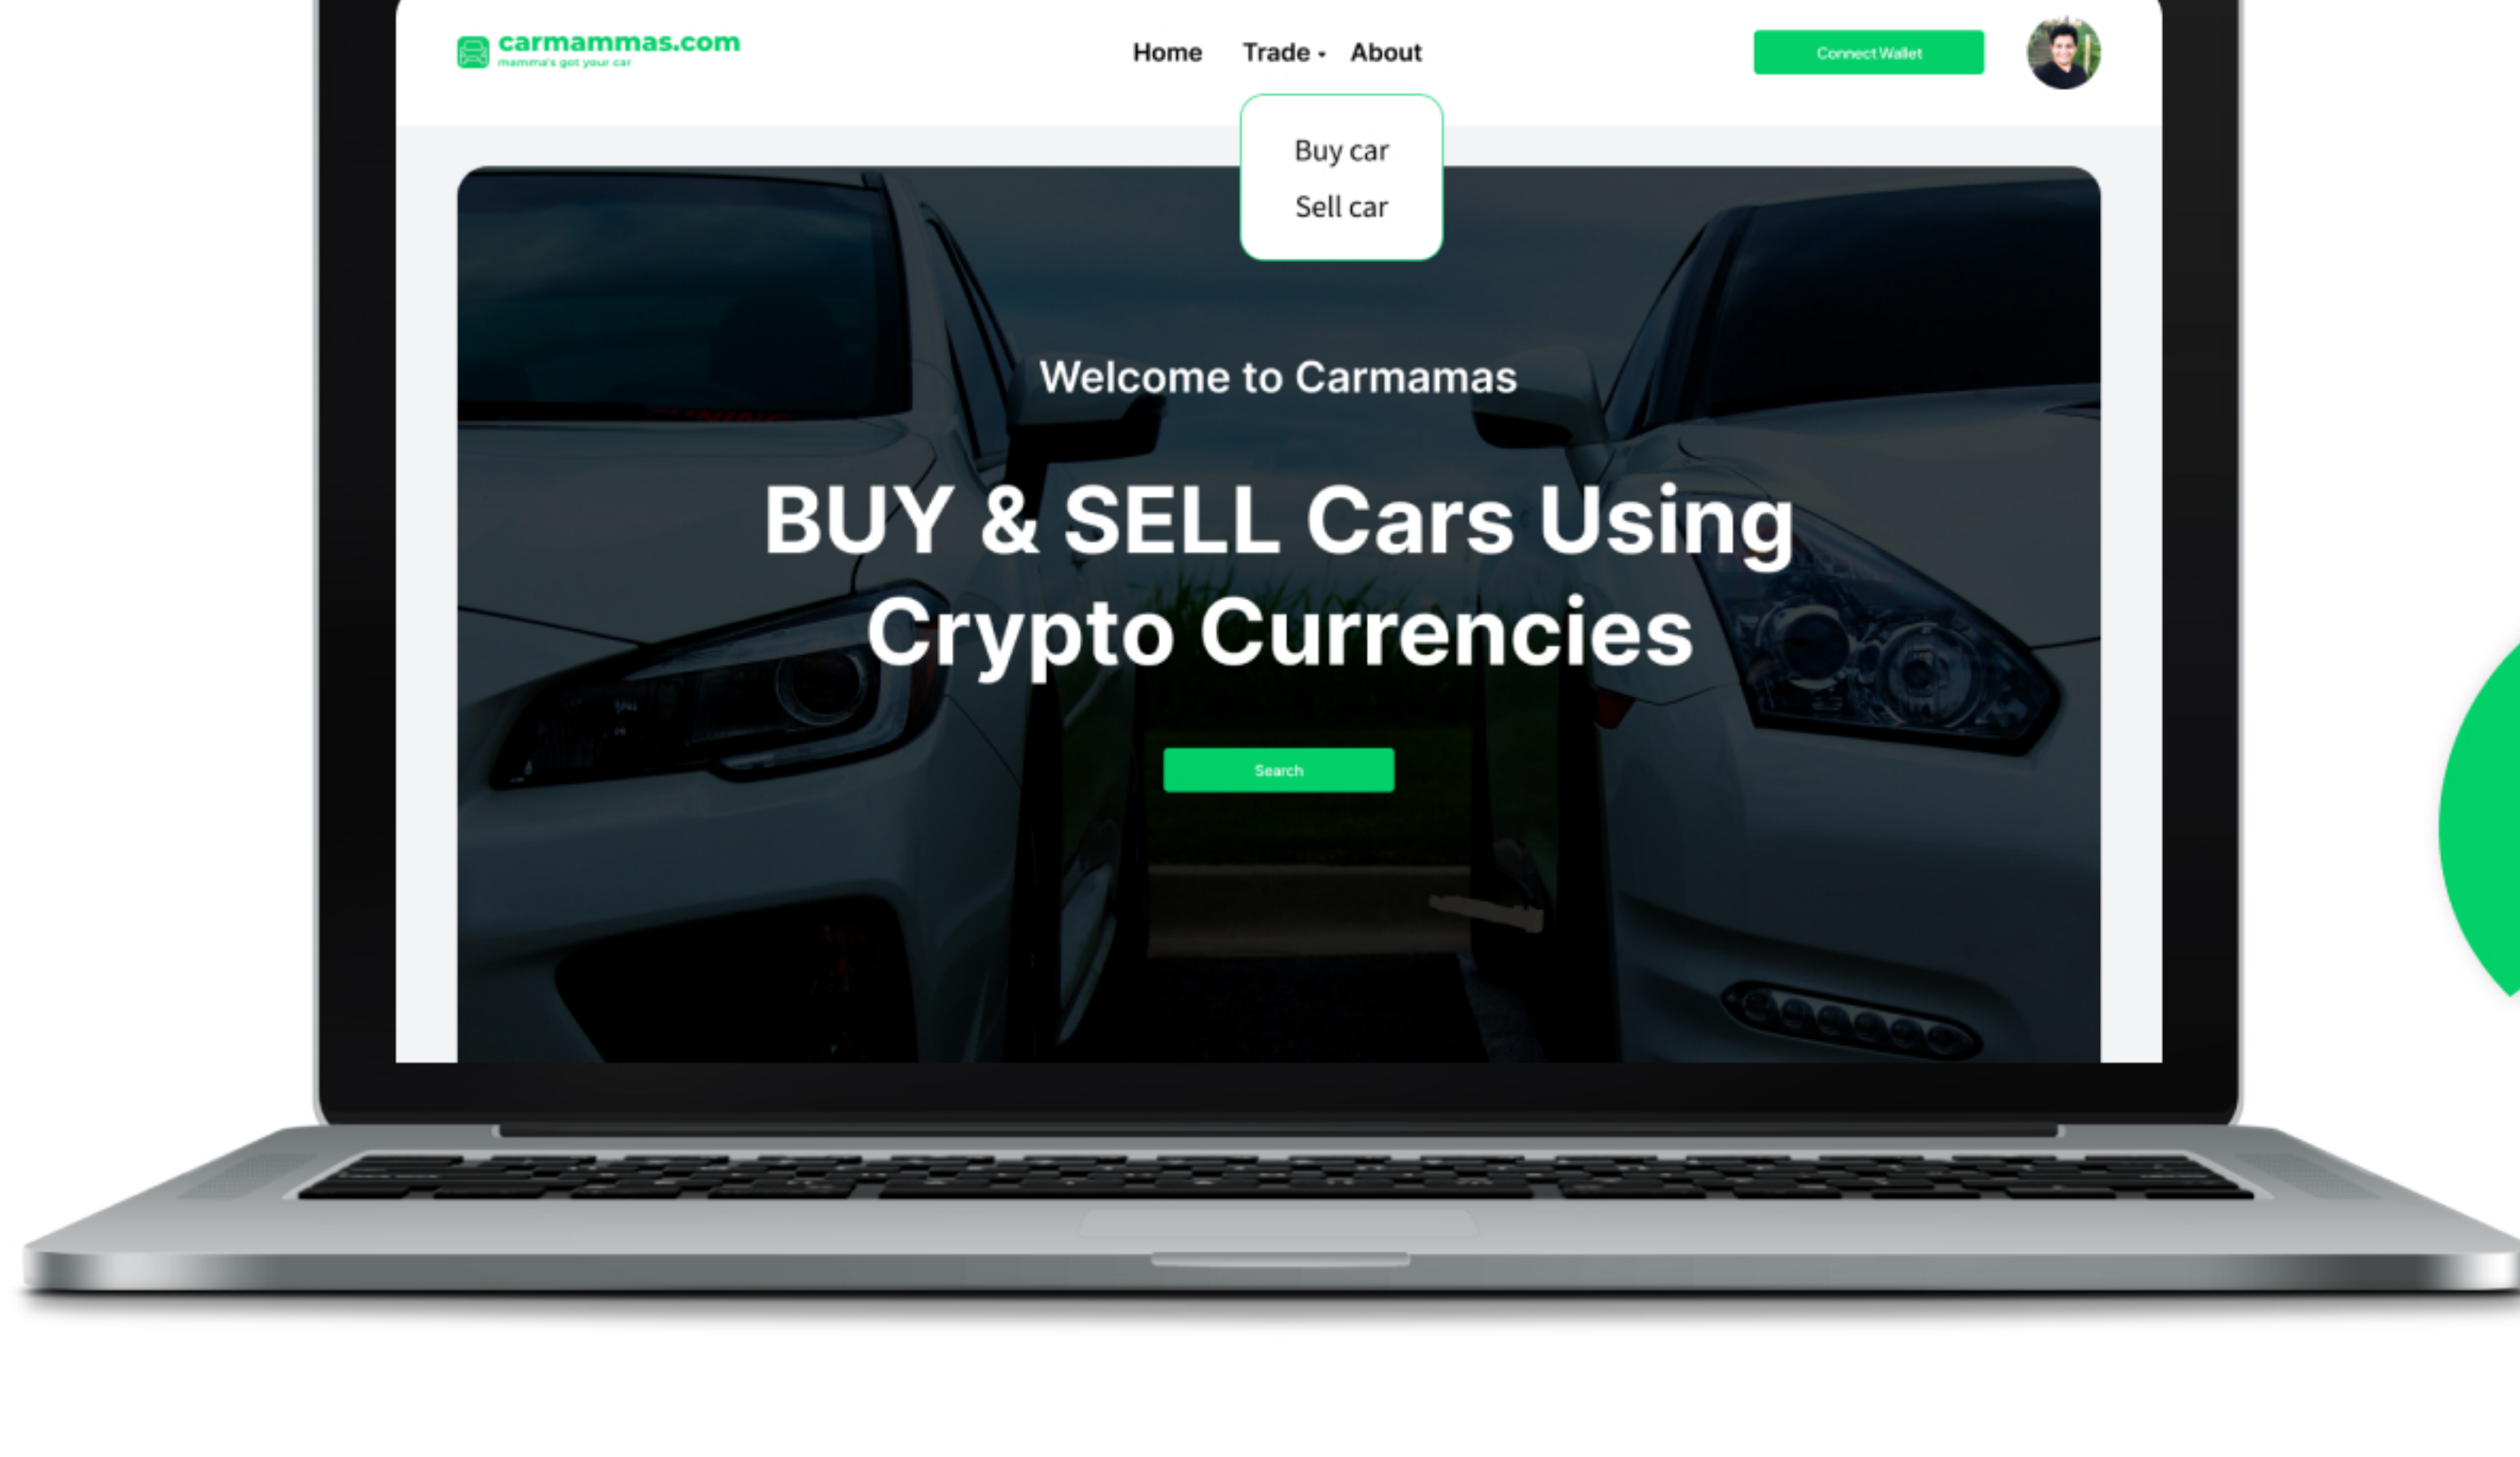 carmammas.com
mamma's got your car
Home Trade About
Connect Wallet
Buy car
Sell car
Welcome to Carmamas
BUY & SELL Cars Using
Crypto Currencies
Search